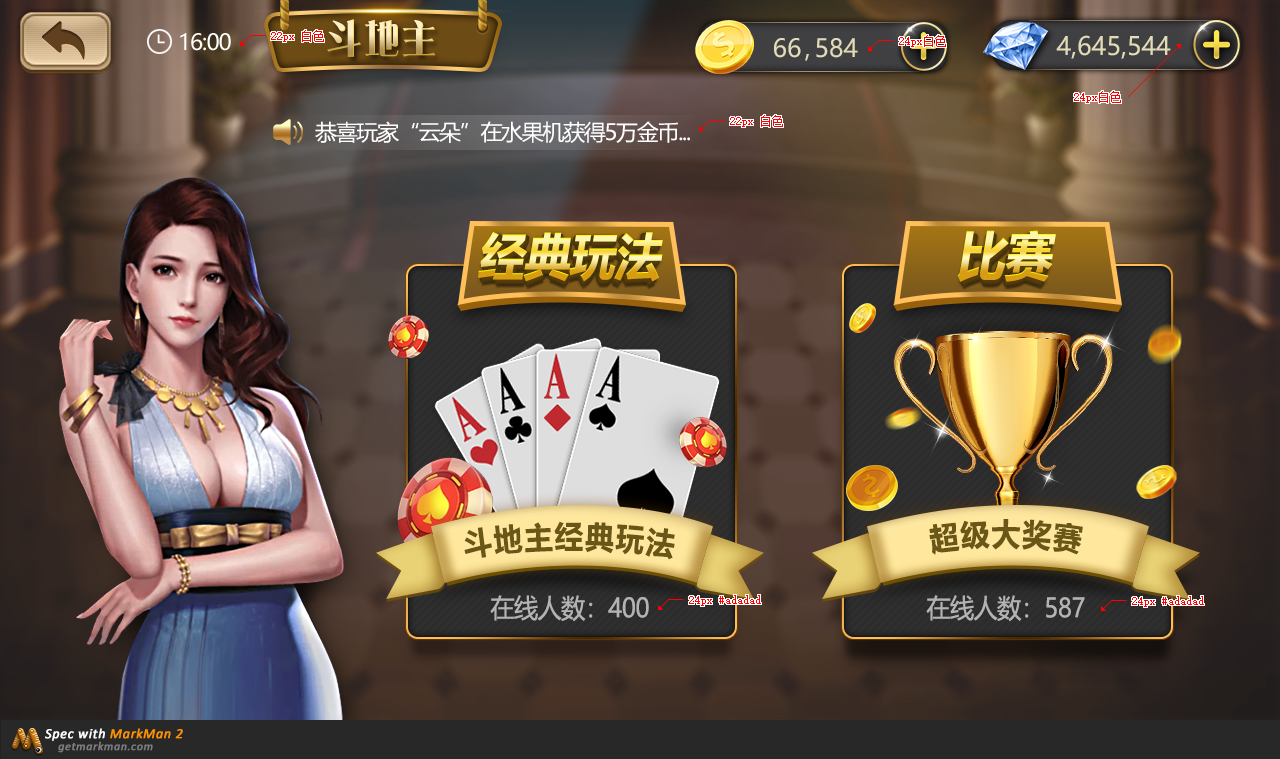 16:00
22px 白色
斗地主
66,584
24px白色
4,645,544
24px白色
恭喜玩家“云朵”在水果机获得5万金币...
22px 白色
经典玩法
比赛
A A A A
斗地主经典玩法
超级大奖赛
在线人数：400
24px #adadad
在线人数：587
24px #adadad
Spec with MarkMan 2
getmarkman.com